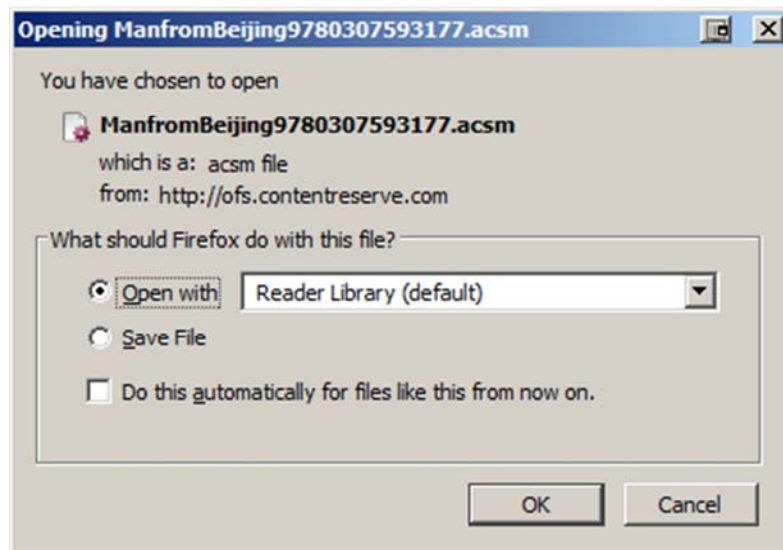 Opening ManfromBeijing9780307593177.acsm
You have chosen to open
ManfromBeijing9780307593177.acsm
which is a: acsm file
from: http://ofs.contentreserve.com
What should Firefox do with this file?
Open with
Reader Library (default)
Save File
Do this automatically for files like this from now on.
OK
Cancel